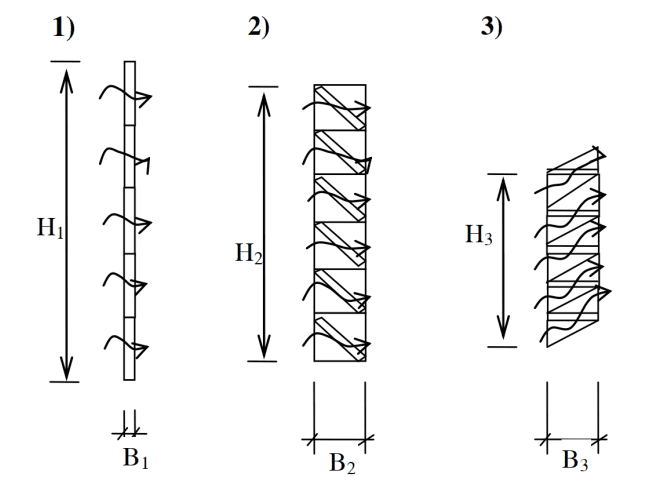 1) 2) 3)
H₁ H₂ H₃
B₁ B₂ B₃